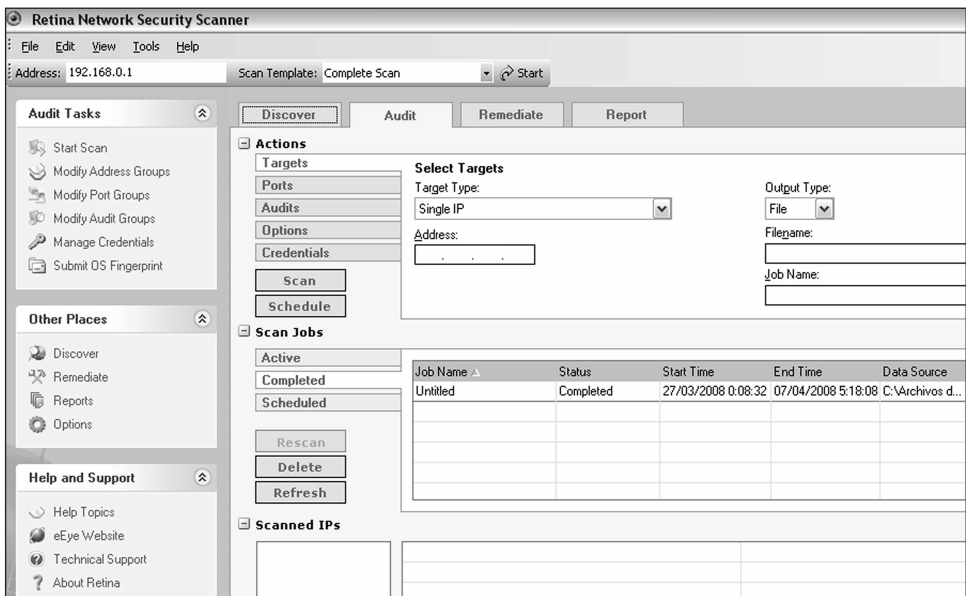 Retina Network Security Scanner
File Edit View Tools Help
Address: 192.168.0.1 Scan Template: Complete Scan Start
Audit Tasks
Start Scan
Modify Address Groups
Modify Port Groups
Modify Audit Groups
Manage Credentials
Submit OS Fingerprint
Other Places
Discover
Remediate
Reports
Options
Help and Support
Help Topics
eEye Website
Technical Support
About Retina
Discover Audit Remediate Report
Actions
Targets
Ports
Audits
Options
Credentials
Scan
Schedule
Select Targets
Target Type:
Single IP
Address:
. . .
Output Type:
File
Filename:
Job Name:
Scan Jobs
Active
Completed
Scheduled
Rescan
Delete
Refresh
Job Name Status Start Time End Time Data Source
Untitled Completed 27/03/2008 0:08:32 07/04/2008 5:18:08 C:\Archivos d...
Scanned IPs